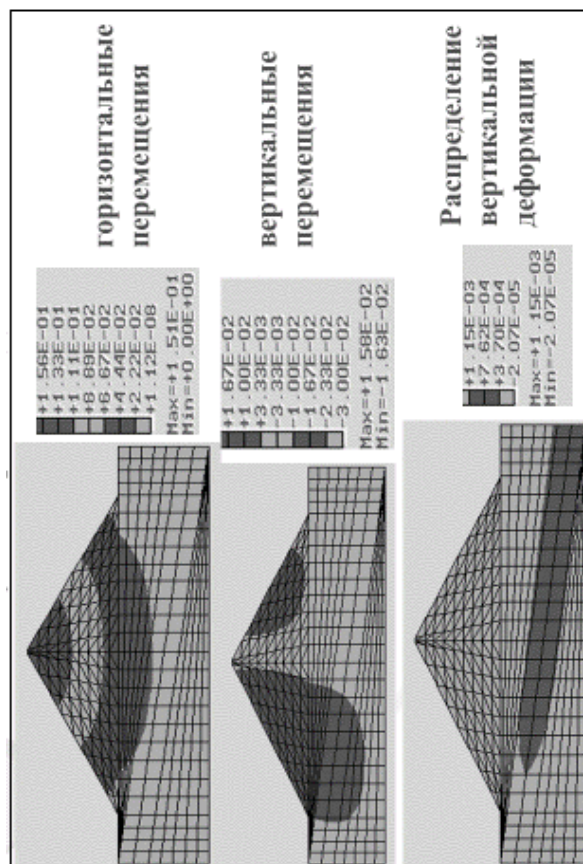 +1.56E-01
+1.33E-01
+1.11E-01
+8.89E-02
+6.67E-02
+4.44E-02
+2.22E-02
+1.12E-08
Max=+1.51E-01
Min=+0.00E+00
горизонтальные
перемещения
+1.67E-02
+1.00E-02
+3.33E-03
-3.33E-03
-1.00E-02
-1.67E-02
-2.33E-02
-3.00E-02
Max=+1.58E-02
Min=-1.63E-02
вертикальные
перемещения
+1.15E-03
+7.62E-04
+3.70E-04
-2.07E-05
Max=+1.15E-03
Min=-2.07E-05
Распределение
вертикальной
деформации